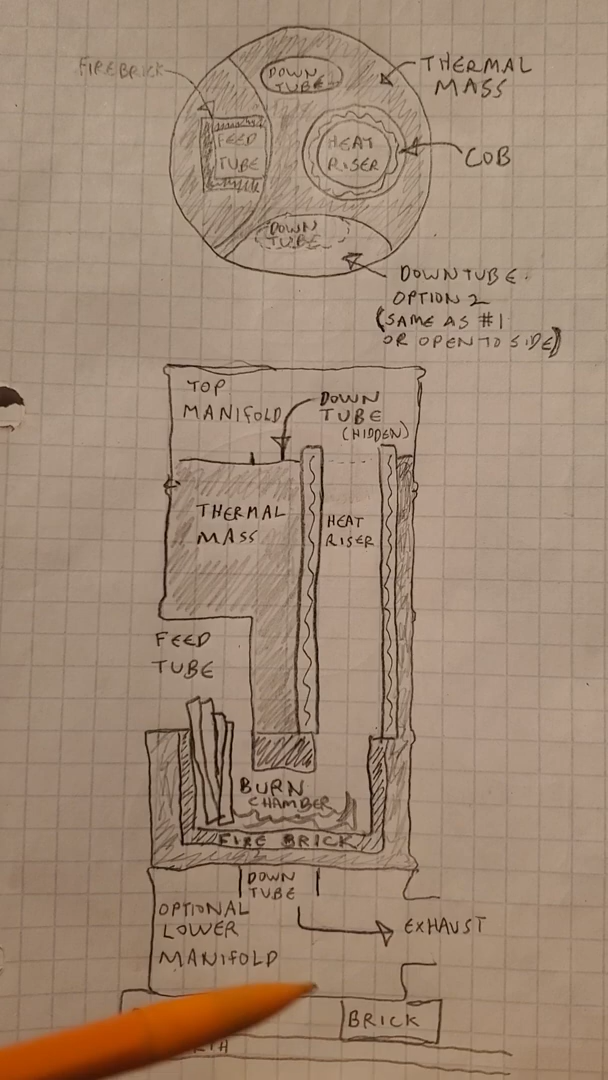 FIREBRICK
DOWN
TUBE
THERMAL
MASS
FEED
TUBE
HEAT
RISER
COB
DOWN
TUBE
DOWNTUBE
OPTION 2
(SAME AS #1
OR OPEN TO SIDE)
TOP
MANIFOLD
DOWN
TUBE
(HIDDEN)
THERMAL
MASS
HEAT
RISER
FEED
TUBE
BURN
CHAMBER
FIRE BRICK
DOWN
TUBE
OPTIONAL
LOWER
MANIFOLD
EXHAUST
BRICK